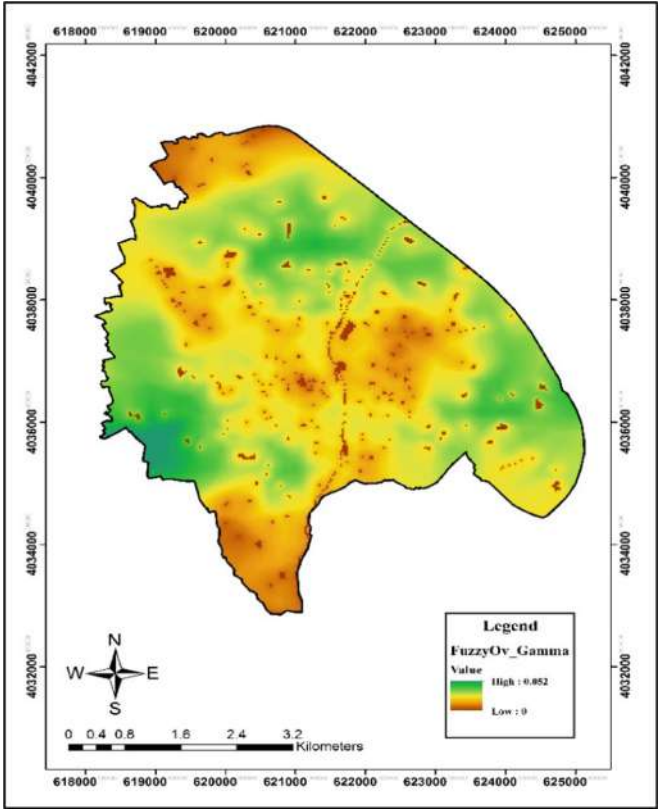 618000 619000 620000 621000 622000 623000 624000 625000
4042000 4042000
4040000 4040000
4038000 4038000
4036000 4036000
4034000 4034000
4032000 4032000
N
W E
S
0 0.4 0.8 1.6 2.4 3.2
Kilometers
Legend
FuzzyOv_Gamma
Value
High : 0.052
Low : 0
618000 619000 620000 621000 622000 623000 624000 625000